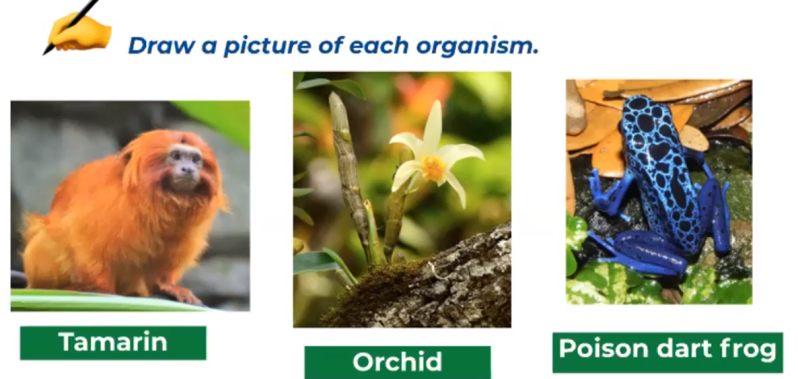 Draw a picture of each organism.
Tamarin
Orchid
Poison dart frog